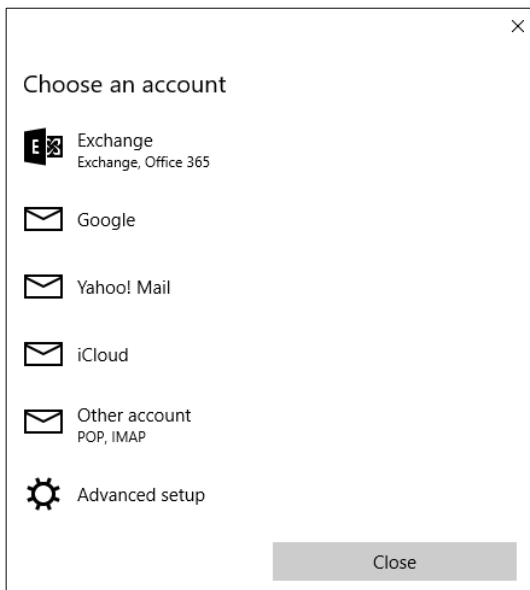 Choose an account
E
Exchange
Exchange, Office 365
Google
Yahoo! Mail
iCloud
Other account
POP, IMAP
Advanced setup
Close